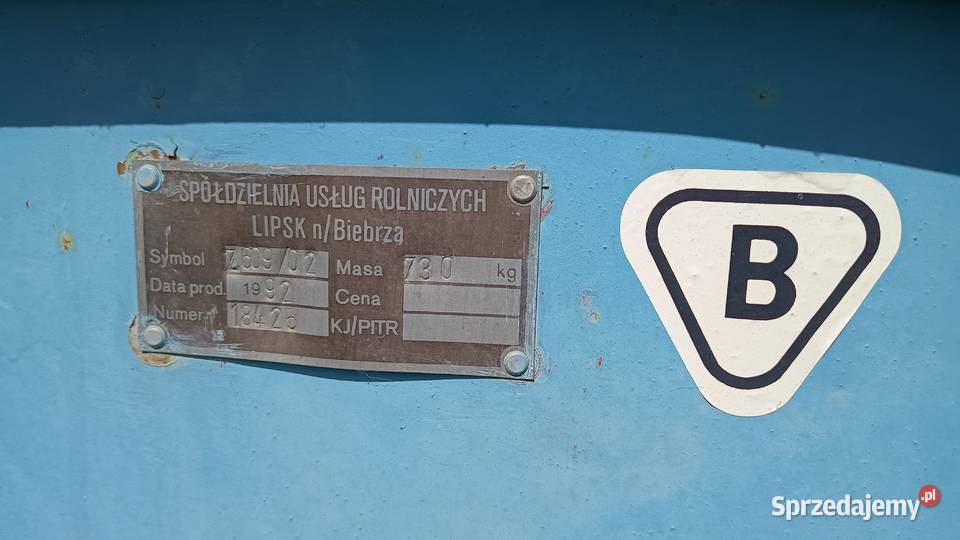 SPÓŁDZIELNIA USŁUG ROLNICZYCH
LIPSK n/Biebrzą
Symbol Z609/02 Masa 730 kg
Data prod. 1992 Cena
Numer 18425 KJ/PITR
B
Sprzedajemy.pl